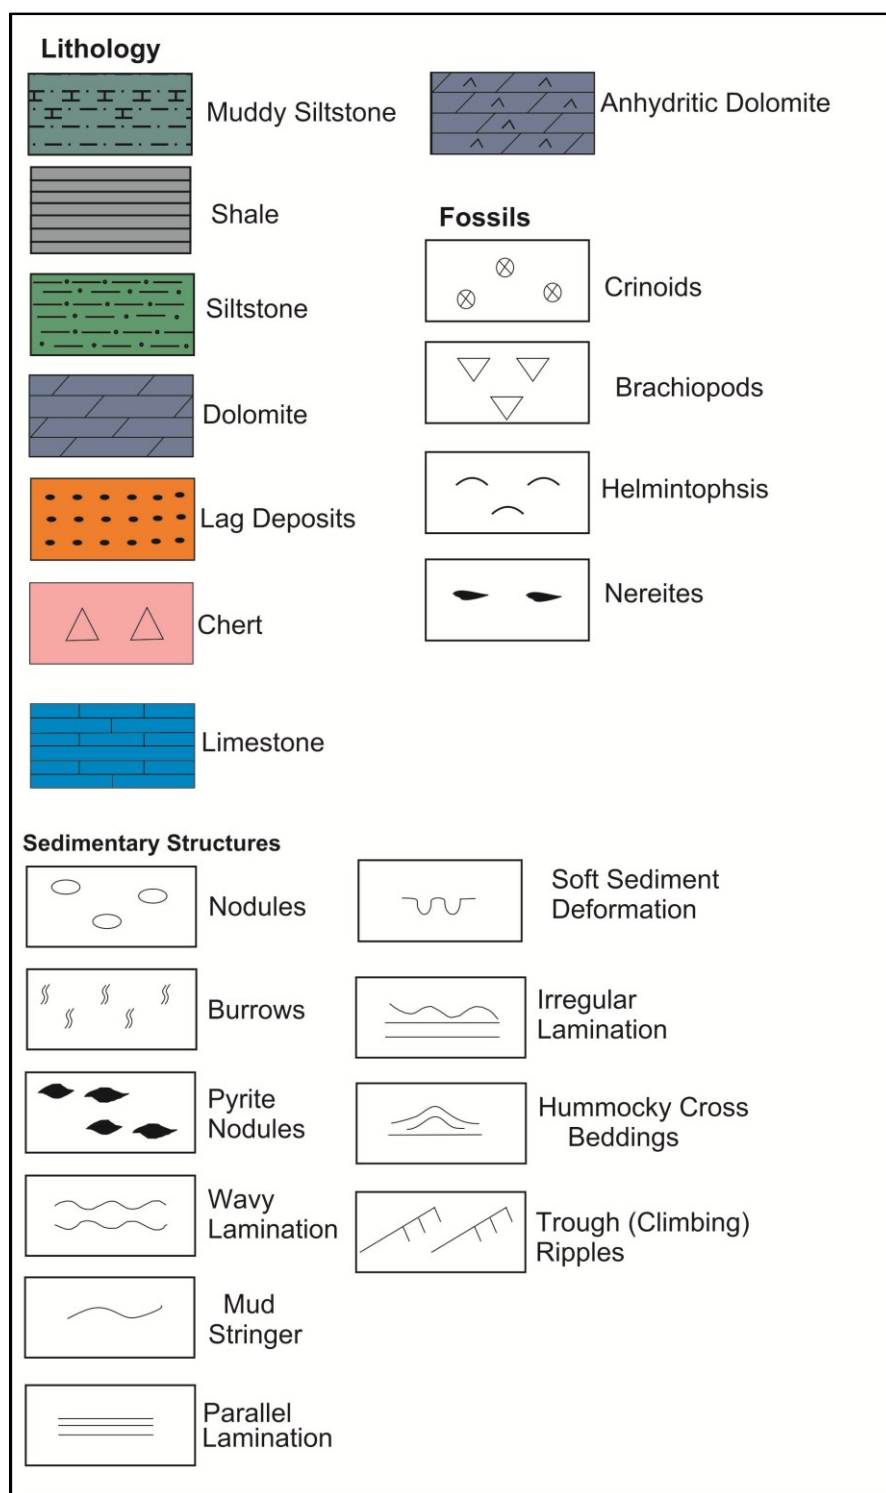 Lithology
Muddy Siltstone
Shale
Siltstone
Dolomite
Lag Deposits
Chert
Limestone
Anhydritic Dolomite
Fossils
Crinoids
Brachiopods
Helmintophsis
Nereites
Sedimentary Structures
Nodules
Burrows
Pyrite
Nodules
Wavy
Lamination
Mud
Stringer
Parallel
Lamination
Soft Sediment
Deformation
Irregular
Lamination
Hummocky Cross
Beddings
Trough (Climbing)
Ripples